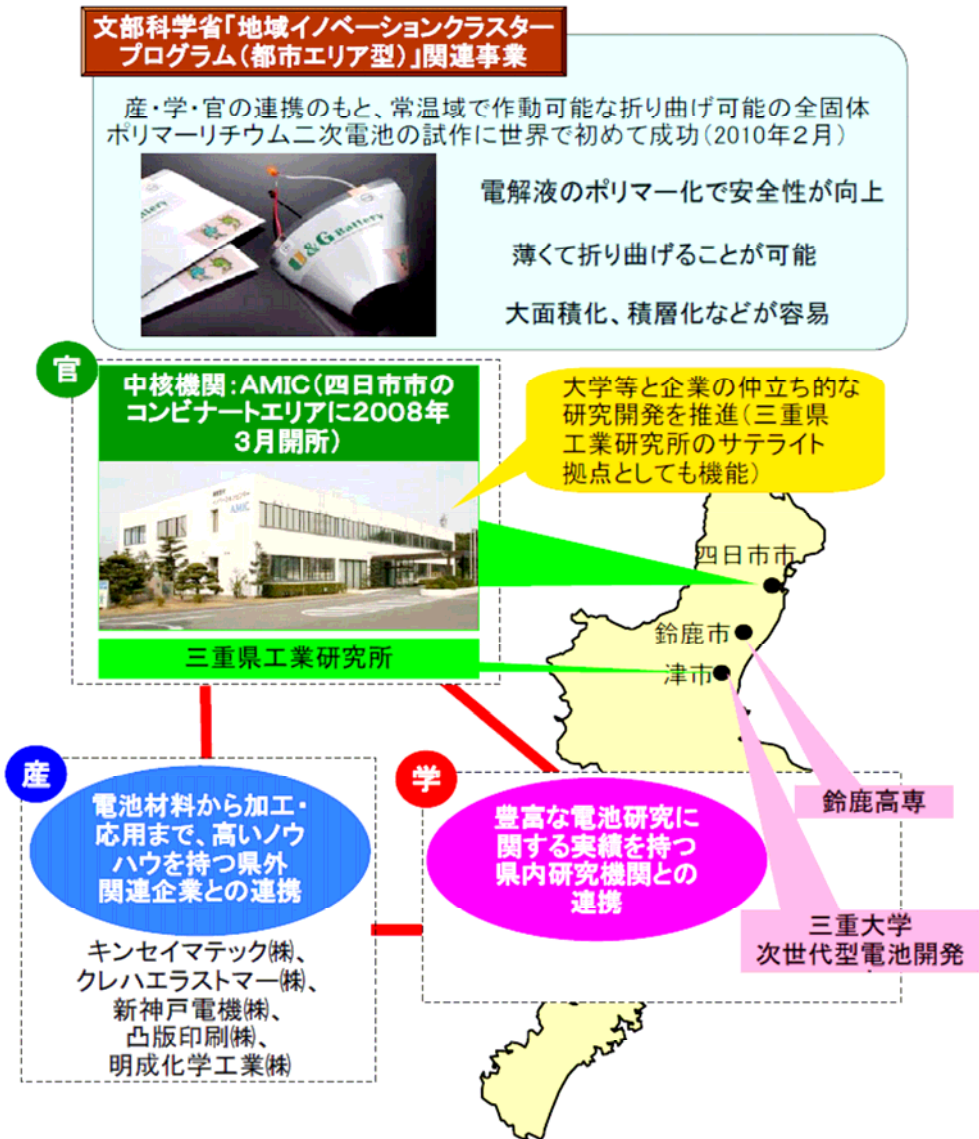 文部科学省「地域イノベーションクラスター
プログラム(都市エリア型)」関連事業
産・学・官の連携のもと、常温域で作動可能な折り曲げ可能の全固体
ポリマーリチウム二次電池の試作に世界で初めて成功(2010年2月)
Battery
U&G Battery
電解液のポリマー化で安全性が向上
薄くて折り曲げることが可能
大面積化、積層化などが容易
官
中核機関:AMIC(四日市市の
コンビナートエリアに2008年
3月開所)
AMIC
大学等と企業の仲立ち的な
研究開発を推進(三重県
工業研究所のサテライト
拠点としても機能)
三重県工業研究所
四日市市
鈴鹿市
津市
産
電池材料から加工・
応用まで、高いノウ
ハウを持つ県外
関連企業との連携
キンセイマテック㈱、
クレハエラストマー㈱、
新神戸電機㈱、
凸版印刷㈱、
明成化学工業㈱
学
豊富な電池研究に
関する実績を持つ
県内研究機関との
連携
鈴鹿高専
三重大学
次世代型電池開発